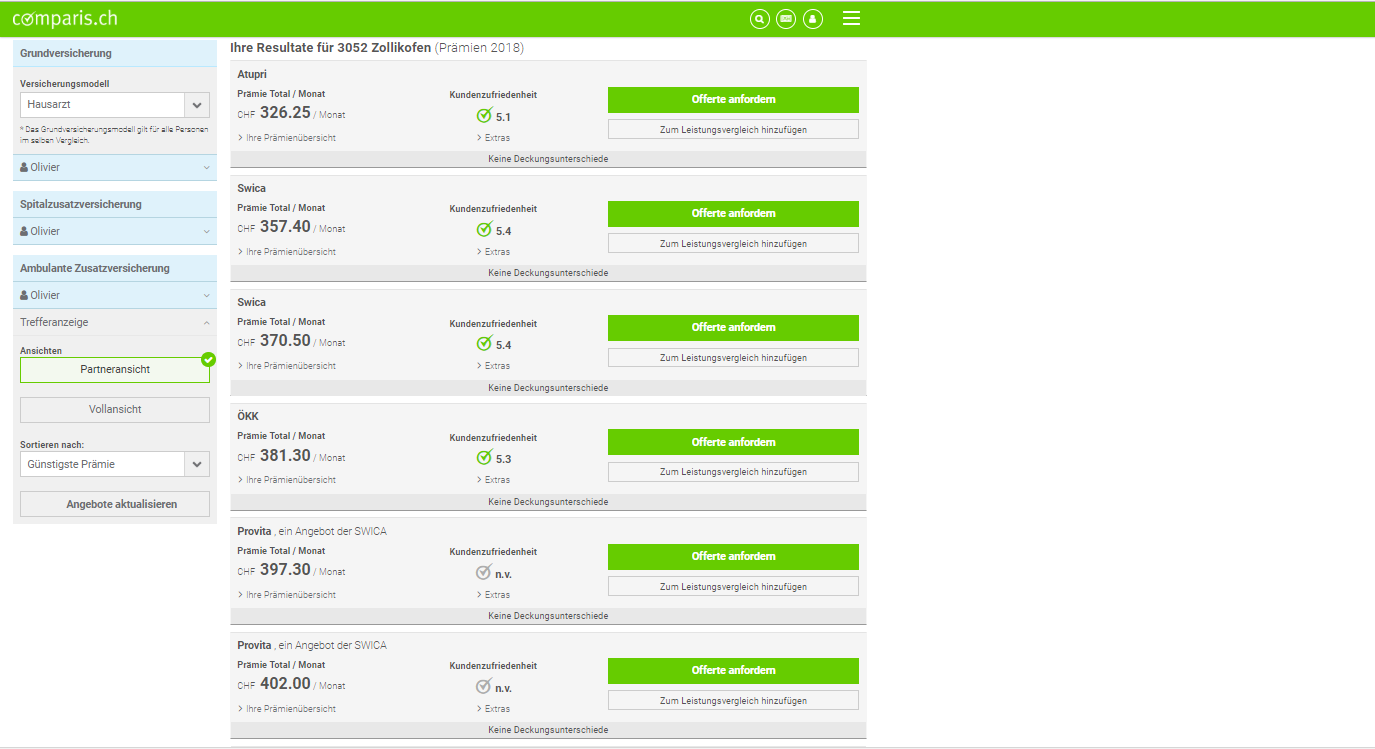 comparis.ch
Grundversicherung
Versicherungsmodell
Hausarzt
* Das Grundversicherungsmodell gilt für alle Personen
im selben Vergleich.
Olivier
Spitalzusatzversicherung
Olivier
Ambulante Zusatzversicherung
Olivier
Trefferanzeige
Ansichten
Partneransicht
Vollansicht
Sortieren nach:
Günstigste Prämie
Angebote aktualisieren
Ihre Resultate für 3052 Zollikofen (Prämien 2018)
Atupri
Prämie Total / Monat
CHF 326.25 / Monat
> Ihre Prämienübersicht
Kundenzufriedenheit
5.1
> Extras
Offerte anfordern
Zum Leistungsvergleich hinzufügen
Keine Deckungsunterschiede
Swica
Prämie Total / Monat
CHF 357.40 / Monat
> Ihre Prämienübersicht
Kundenzufriedenheit
5.4
> Extras
Offerte anfordern
Zum Leistungsvergleich hinzufügen
Keine Deckungsunterschiede
Swica
Prämie Total / Monat
CHF 370.50 / Monat
> Ihre Prämienübersicht
Kundenzufriedenheit
5.4
> Extras
Offerte anfordern
Zum Leistungsvergleich hinzufügen
Keine Deckungsunterschiede
ÖKK
Prämie Total / Monat
CHF 381.30 / Monat
> Ihre Prämienübersicht
Kundenzufriedenheit
5.3
> Extras
Offerte anfordern
Zum Leistungsvergleich hinzufügen
Keine Deckungsunterschiede
Provita , ein Angebot der SWICA
Prämie Total / Monat
CHF 397.30 / Monat
> Ihre Prämienübersicht
Kundenzufriedenheit
n.v.
> Extras
Offerte anfordern
Zum Leistungsvergleich hinzufügen
Keine Deckungsunterschiede
Provita , ein Angebot der SWICA
Prämie Total / Monat
CHF 402.00 / Monat
> Ihre Prämienübersicht
Kundenzufriedenheit
n.v.
> Extras
Offerte anfordern
Zum Leistungsvergleich hinzufügen
Keine Deckungsunterschiede